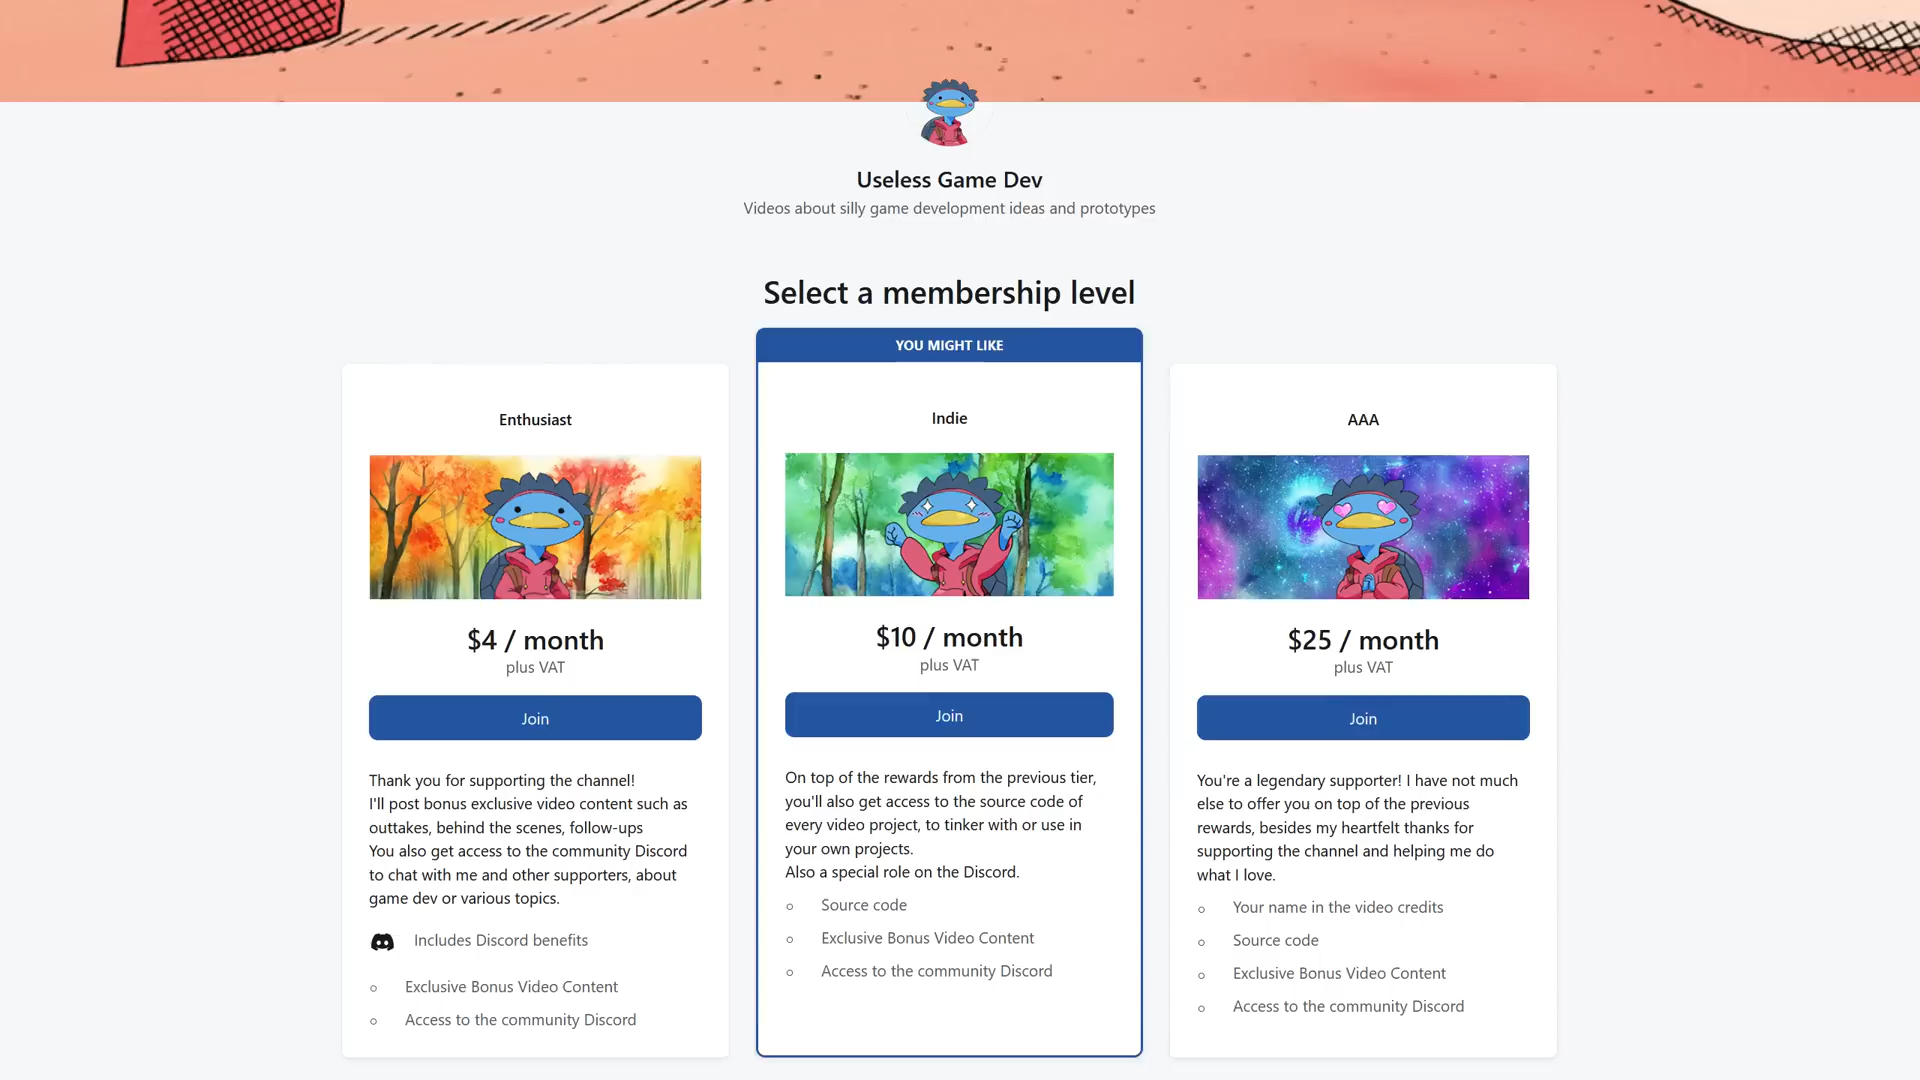 Useless Game Dev
Videos about silly game development ideas and prototypes
Select a membership level
Enthusiast
$4 / month
plus VAT
Join
Thank you for supporting the channel!
I'll post bonus exclusive video content such as
outtakes, behind the scenes, follow-ups
You also get access to the community Discord
to chat with me and other supporters, about
game dev or various topics.
Includes Discord benefits
Exclusive Bonus Video Content
Access to the community Discord
YOU MIGHT LIKE
Indie
$10 / month
plus VAT
Join
On top of the rewards from the previous tier,
you'll also get access to the source code of
every video project, to tinker with or use in
your own projects.
Also a special role on the Discord.
Source code
Exclusive Bonus Video Content
Access to the community Discord
AAA
$25 / month
plus VAT
Join
You're a legendary supporter! I have not much
else to offer you on top of the previous
rewards, besides my heartfelt thanks for
supporting the channel and helping me do
what I love.
Your name in the video credits
Source code
Exclusive Bonus Video Content
Access to the community Discord